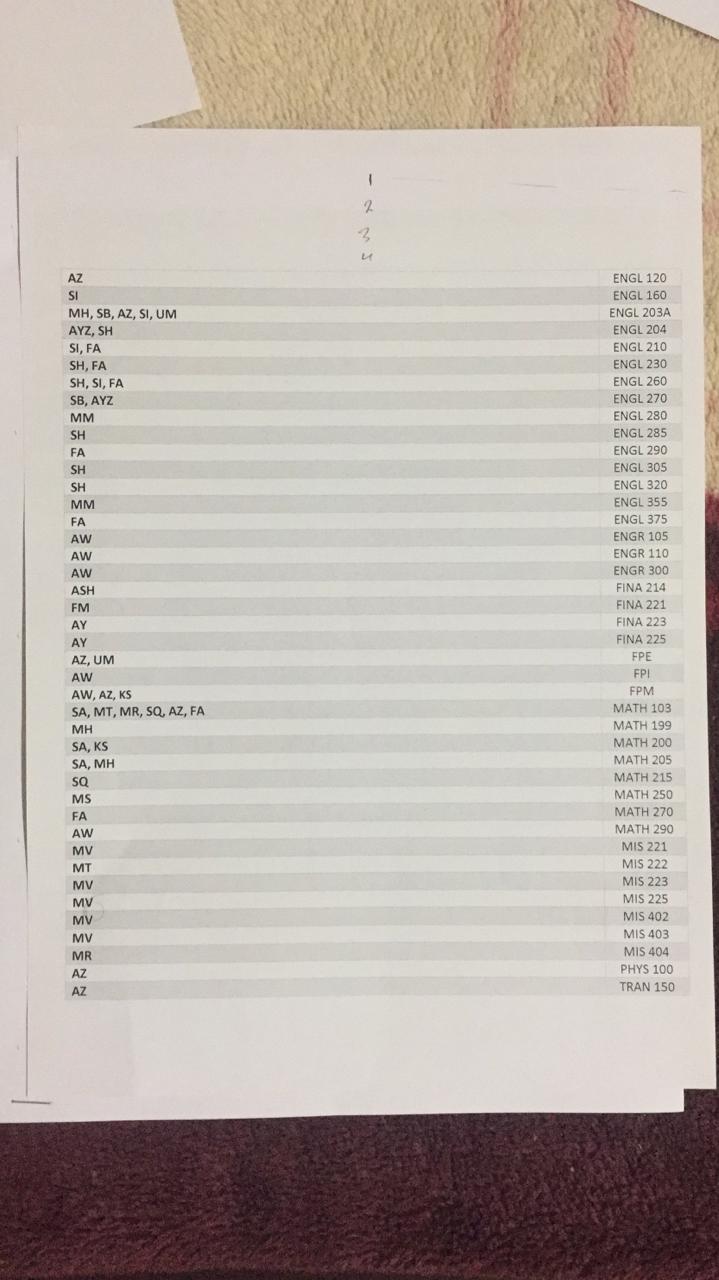 1
2
3
4
AZ ENGL 120
SI ENGL 160
MH, SB, AZ, SI, UM ENGL 203A
AYZ, SH ENGL 204
SI, FA ENGL 210
SH, FA ENGL 230
SH, SI, FA ENGL 260
SB, AYZ ENGL 270
MM ENGL 280
SH ENGL 285
FA ENGL 290
SH ENGL 305
SH ENGL 320
MM ENGL 355
FA ENGL 375
AW ENGR 105
AW ENGR 110
AW ENGR 300
ASH FINA 214
FM FINA 221
AY FINA 223
AY FINA 225
AZ, UM FPE
AW FPI
AW, AZ, KS FPM
SA, MT, MR, SQ, AZ, FA MATH 103
MH MATH 199
SA, KS MATH 200
SA, MH MATH 205
SQ MATH 215
MS MATH 250
FA MATH 270
AW MATH 290
MV MIS 221
MT MIS 222
MV MIS 223
MV MIS 225
MV MIS 402
MV MIS 403
MR MIS 404
AZ PHYS 100
AZ TRAN 150